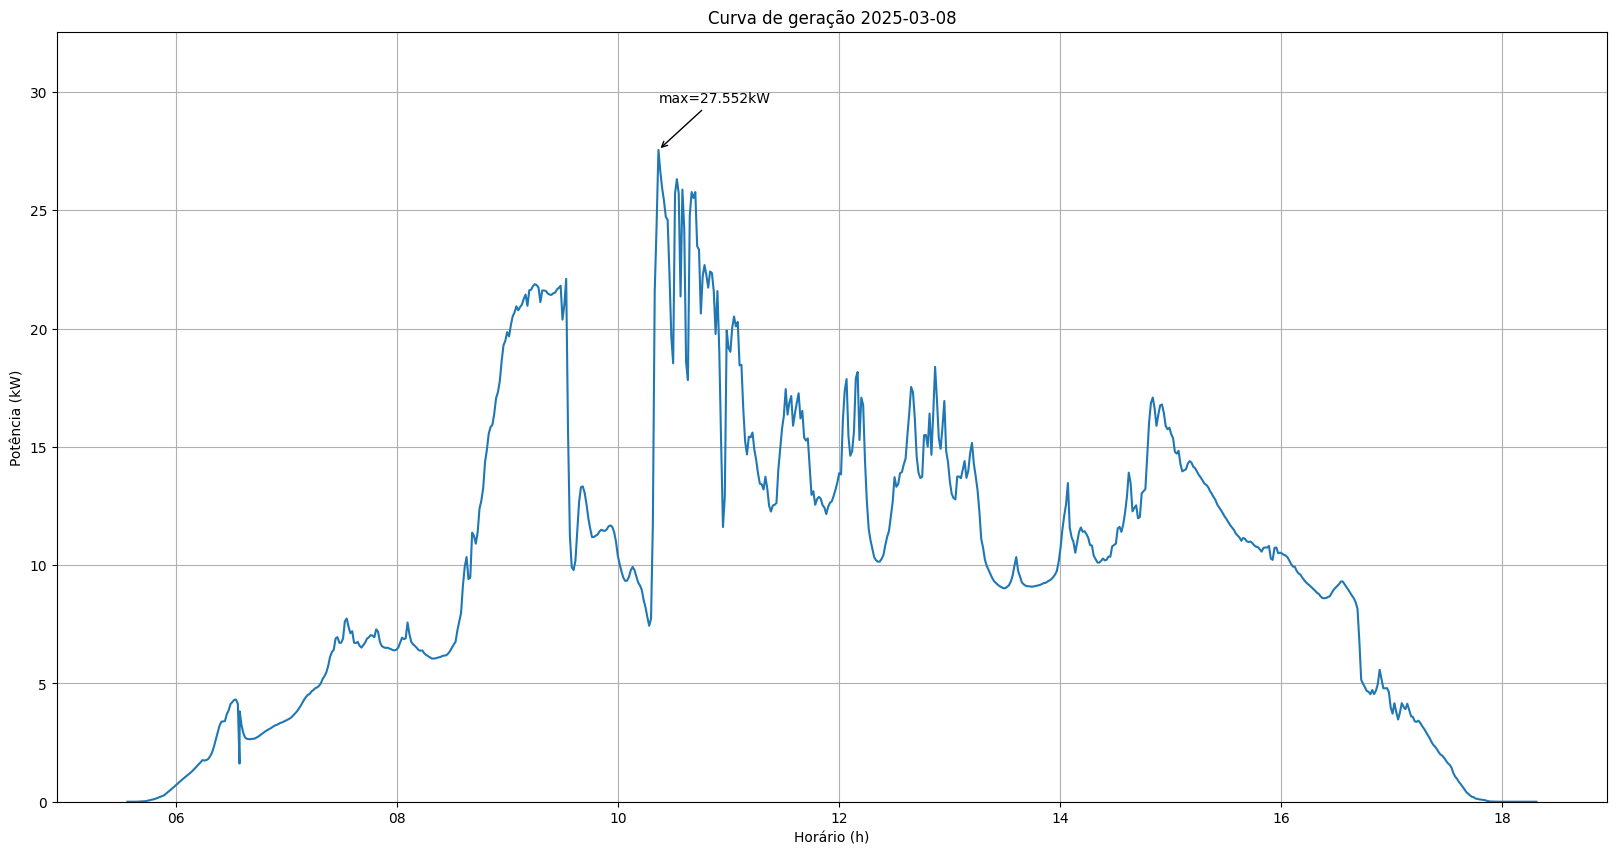 Curva de geração 2025-03-08
max=27.552kW
Potência (kW)
30
25
20
15
10
5
0
06 08 10 12 14 16 18
Horário (h)